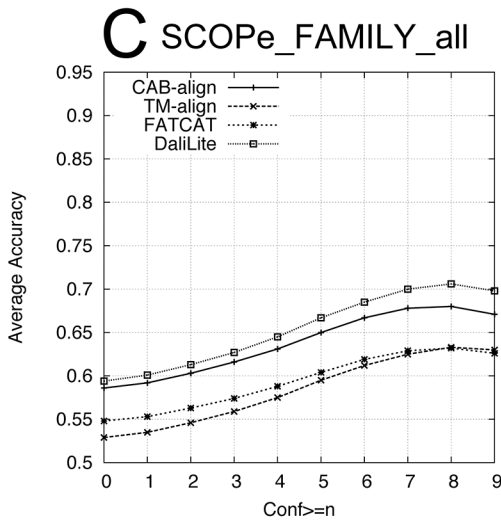 C SCOPe_FAMILY_all
0.95
0.9
0.85
0.8
0.75
0.7
0.65
0.6
0.55
0.5
Average Accuracy
CAB-align
TM-align
FATCAT
DaliLite
0 1 2 3 4 5 6 7 8 9
Conf>=n